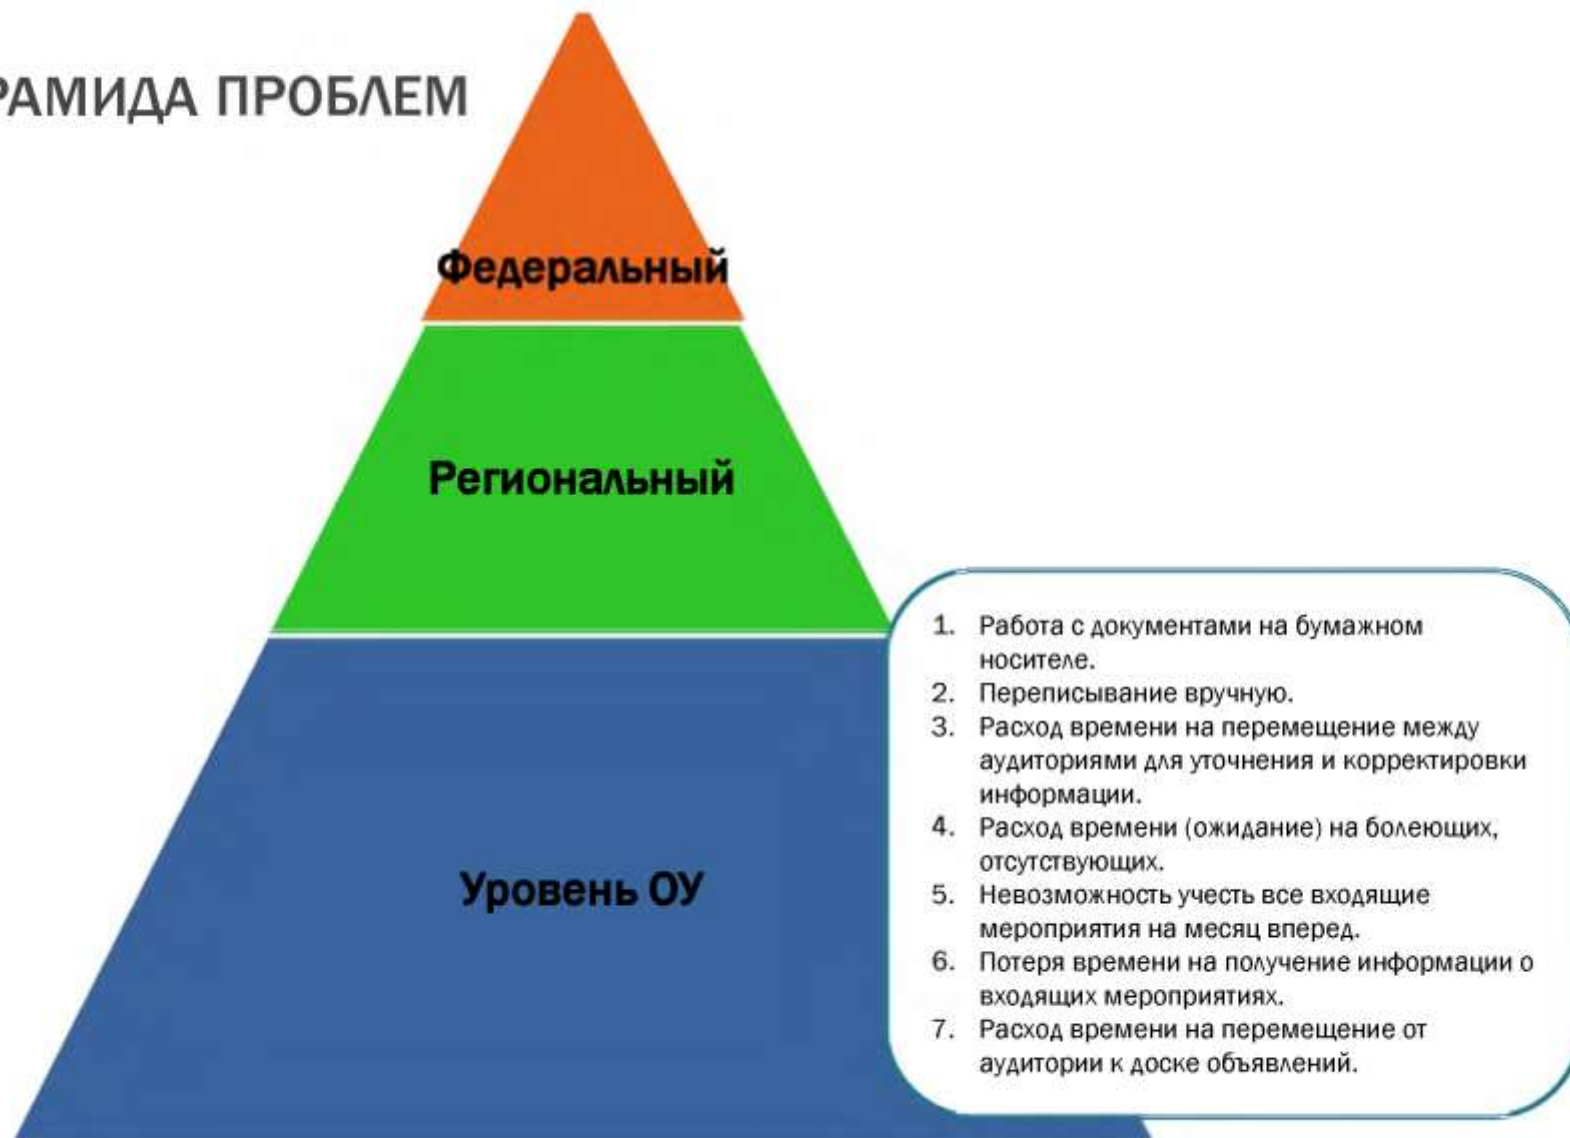 РАМИДА ПРОБЛЕМ
Федеральный
Региональный
Уровень ОУ
1. Работа с документами на бумажном
носителе.
2. Переписывание вручную.
3. Расход времени на перемещение между
аудиториями для уточнения и корректировки
информации.
4. Расход времени (ожидание) на болеющих,
отсутствующих.
5. Невозможность учесть все входящие
мероприятия на месяц вперед.
6. Потеря времени на получение информации о
входящих мероприятиях.
7. Расход времени на перемещение от
аудитории к доске объявлений.